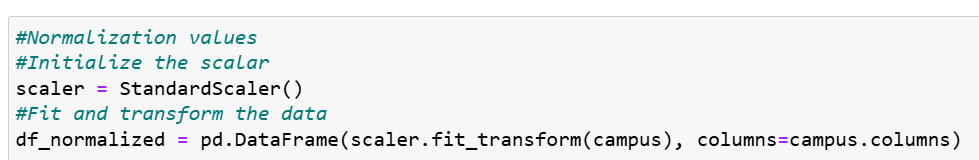 #Normalization values
#Initialize the scalar
scaler = StandardScaler()
#Fit and transform the data
df_normalized = pd.DataFrame(scaler.fit_transform(campus), columns=campus.columns)